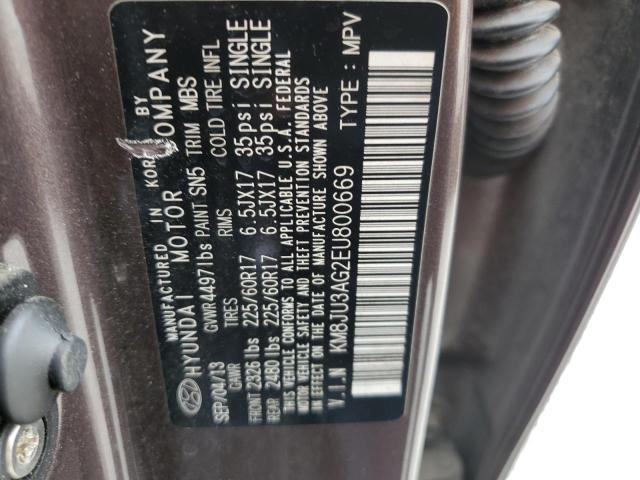 MANUFACTURED IN KOR BY
HYUNDAI MOTOR COMPANY
SEP/04/13 GVWR 4497lbs PAINT SN5 TRIM MBS
GAWR TIRES RIMS COLD TIRE INFL
FRONT 2326 lbs 225/60R17 6.5JX17 35psi SINGLE
REAR 2480 lbs 225/60R17 6.5JX17 35psi SINGLE
THIS VEHICLE CONFORMS TO ALL APPLICABLE U.S.A. FEDERAL
MOTOR VEHICLE SAFETY AND THEFT PREVENTION STANDARDS
IN EFFECT ON THE DATE OF MANUFACTURE SHOWN ABOVE
V.I.N KM8JU3AG2EU800669 TYPE : MPV